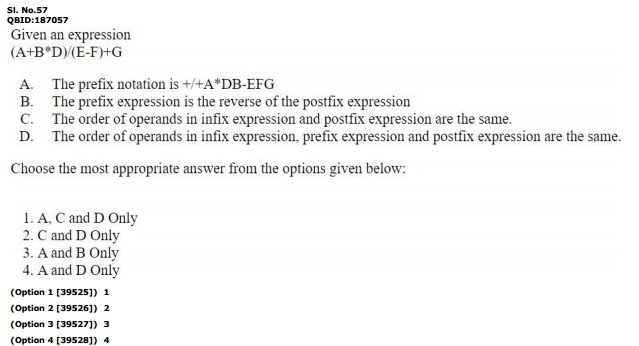 Sl. No.57
QBID:187057
Given an expression
(A+B*D)/(E-F)+G
A. The prefix notation is +/+A*DB-EFG
B. The prefix expression is the reverse of the postfix expression
C. The order of operands in infix expression and postfix expression are the same.
D. The order of operands in infix expression, prefix expression and postfix expression are the same.
Choose the most appropriate answer from the options given below:
1. A, C and D Only
2. C and D Only
3. A and B Only
4. A and D Only
(Option 1 [39525]) 1
(Option 2 [39526]) 2
(Option 3 [39527]) 3
(Option 4 [39528]) 4